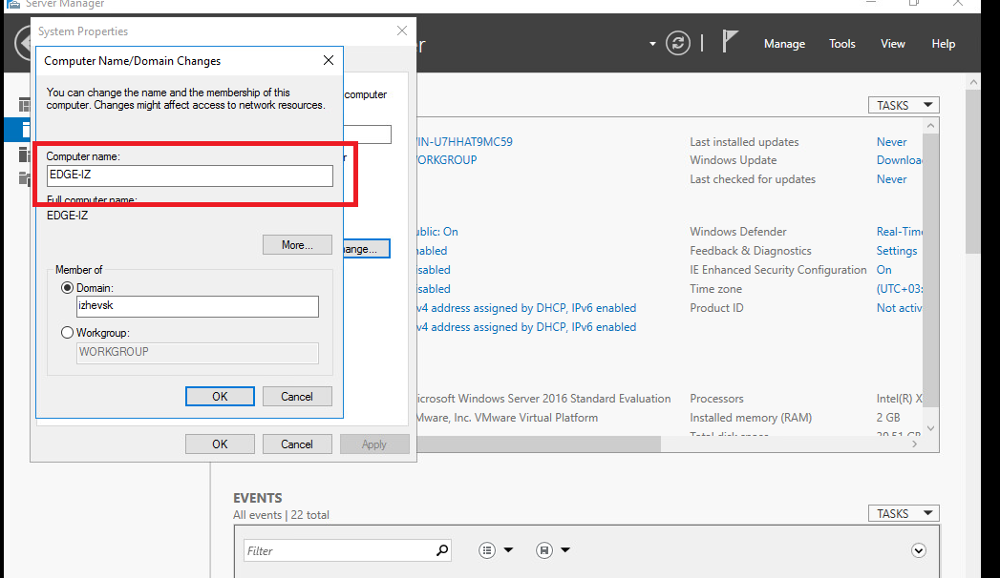 Server Manager
System Properties
Manage Tools View Help
Computer Name/Domain Changes
You can change the name and the membership of this
computer. Changes might affect access to network resources.
computer
TASKS
Computer name:
EDGE-IZ
Full computer name:
EDGE-IZ
More...
ange...
Member of
Domain:
izhevsk
Workgroup:
WORKGROUP
OK Cancel
OK Cancel Apply
IN-U7HHAT9MC59
ORKGROUP
Last installed updates Never
Windows Update Downloa
Last checked for updates Never
ublic: On
nabled
isabled
isabled
v4 address assigned by DHCP, IPv6 enabled
v4 address assigned by DHCP, IPv6 enabled
Windows Defender Real-Time
Feedback & Diagnostics Settings
IE Enhanced Security Configuration On
Time zone (UTC+03:
Product ID Not activ
icrosoft Windows Server 2016 Standard Evaluation
Mware, Inc. VMware Virtual Platform
Processors Intel(R) X
Installed memory (RAM) 2 GB
Total disk space 39.51 GB
EVENTS
All events | 22 total
TASKS
Filter